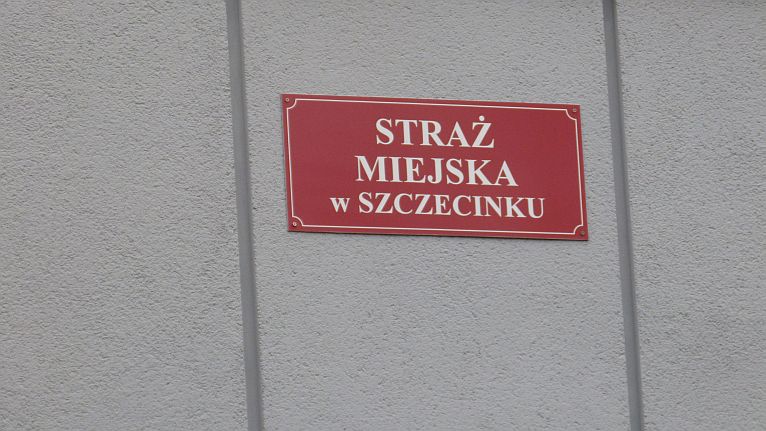 STRAŻ
MIEJSKA
w SZCZECINKU